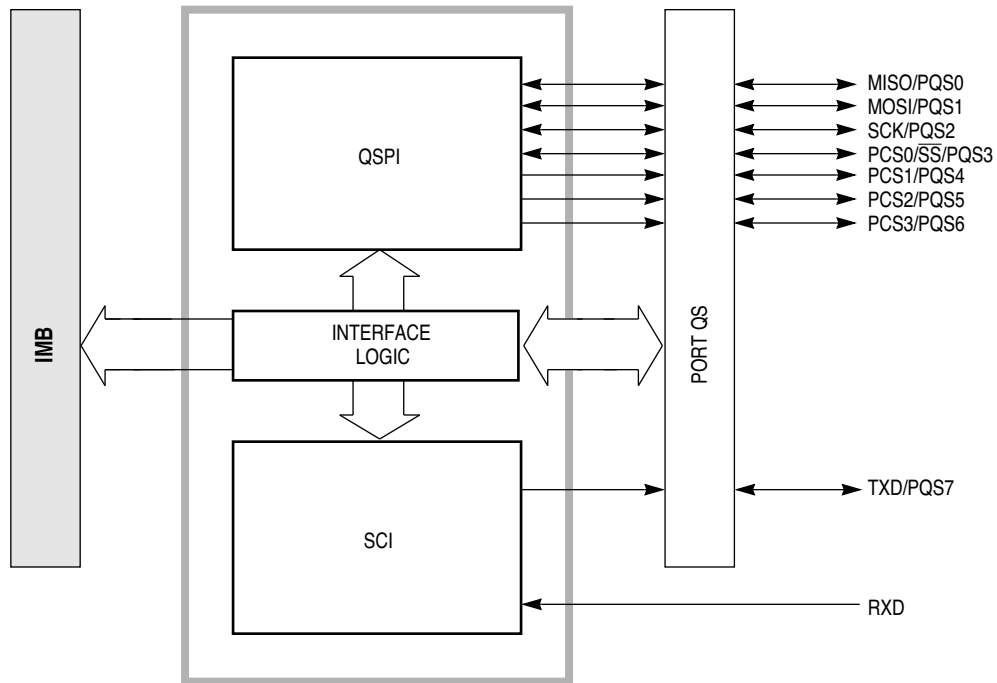 IMB
QSPI
INTERFACE
LOGIC
SCI
PORT QS
MISO/PQS0
MOSI/PQS1
SCK/PQS2
PCS0/S̅S̅/PQS3
PCS1/PQS4
PCS2/PQS5
PCS3/PQS6
TXD/PQS7
RXD